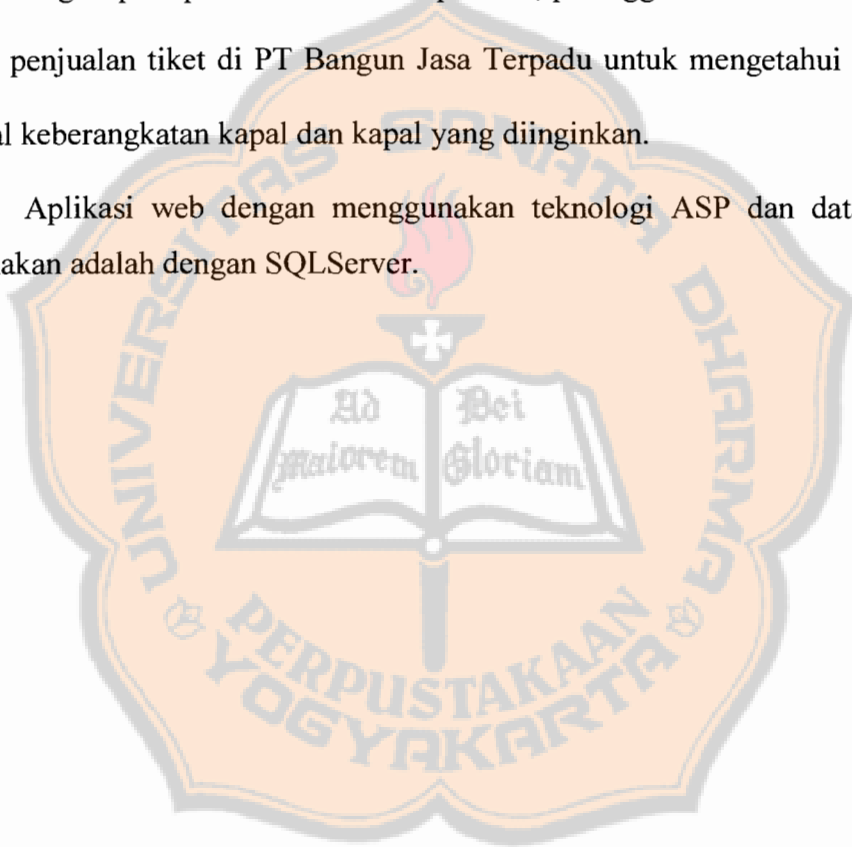 penjualan tiket di PT Bangun Jasa Terpadu untuk mengetahui
keberangkatan kapal dan kapal yang diinginkan.
Aplikasi web dengan menggunakan teknologi ASP dan dat
akan adalah dengan SQLServer.
UNIVERSITAS SANATA DHARMA
Ad
Dei
maiorem
Gloriam
PERPUSTAKAAN
YOGYAKARTA